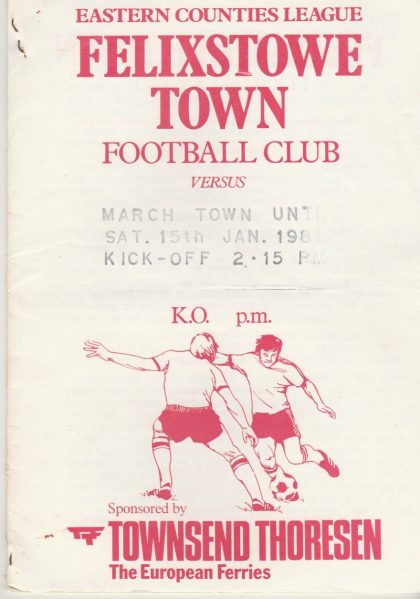 EASTERN COUNTIES LEAGUE
FELIXSTOWE
TOWN
FOOTBALL CLUB
VERSUS
MARCH TOWN
SAT. 15th JAN.
KICK-OFF 2.15 PM
K.O. p.m.
Sponsored by
TOWNSEND THORESEN
The European Ferries